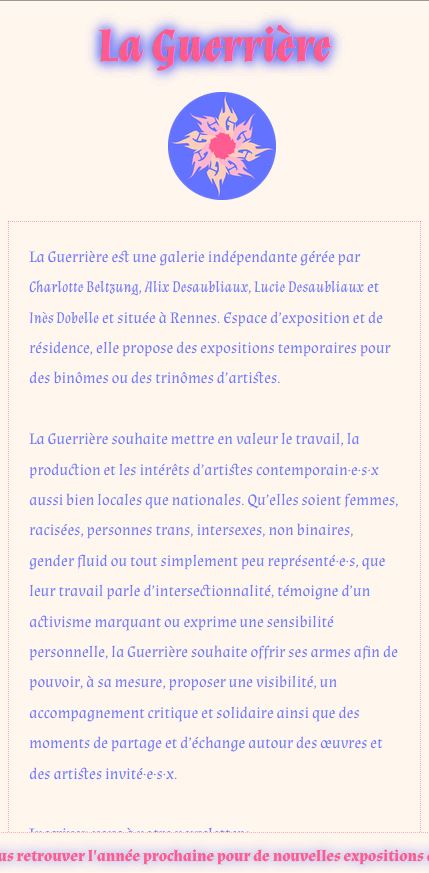 La Guerrière
La Guerrière est une galerie indépendante gérée par
Charlotte Beltzung, Alix Desaubliaux, Lucie Desaubliaux et
Inès Dobelle et située à Rennes. Espace d’exposition et de
résidence, elle propose des expositions temporaires pour
des binômes ou des trinômes d’artistes.
La Guerrière souhaite mettre en valeur le travail, la
production et les intérêts d’artistes contemporain·e·s·x
aussi bien locales que nationales. Qu’elles soient femmes,
racisées, personnes trans, intersexes, non binaires,
gender fluid ou tout simplement peu représenté·e·s, que
leur travail parle d’intersectionnalité, témoigne d’un
activisme marquant ou exprime une sensibilité
personnelle, la Guerrière souhaite offrir ses armes afin de
pouvoir, à sa mesure, proposer une visibilité, un
accompagnement critique et solidaire ainsi que des
moments de partage et d’échange autour des œuvres et
des artistes invité·e·s·x.
us retrouver l'année prochaine pour de nouvelles expositions